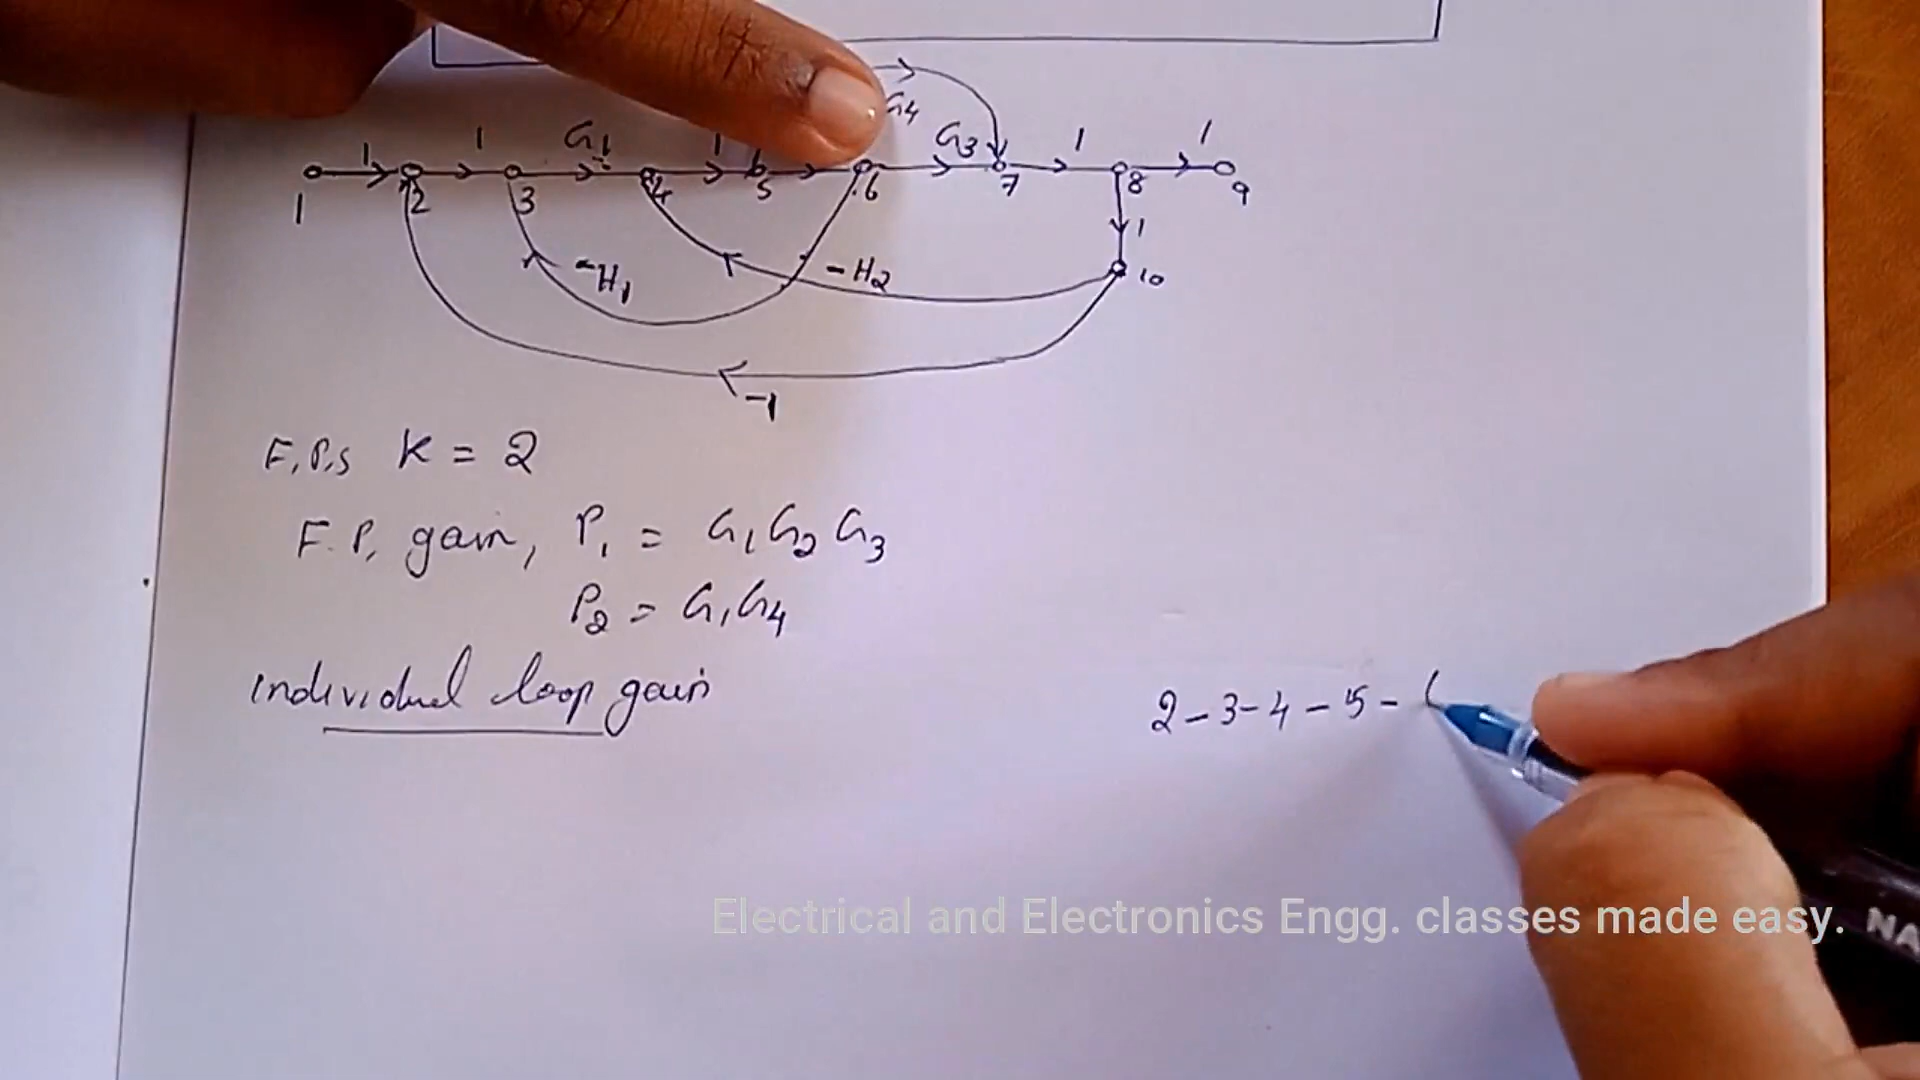 G4
1 1 G1 1 G3 1 1
1 2 3 4 5 6 7 8 9
1
-H1 -H2 10
-1
F.P.s K = 2
F.P. gain, P1 = G1G2G3
P2 = G1G4
individual loop gain
2-3-4-5-
Electrical and Electronics Engg. classes made easy.
NA